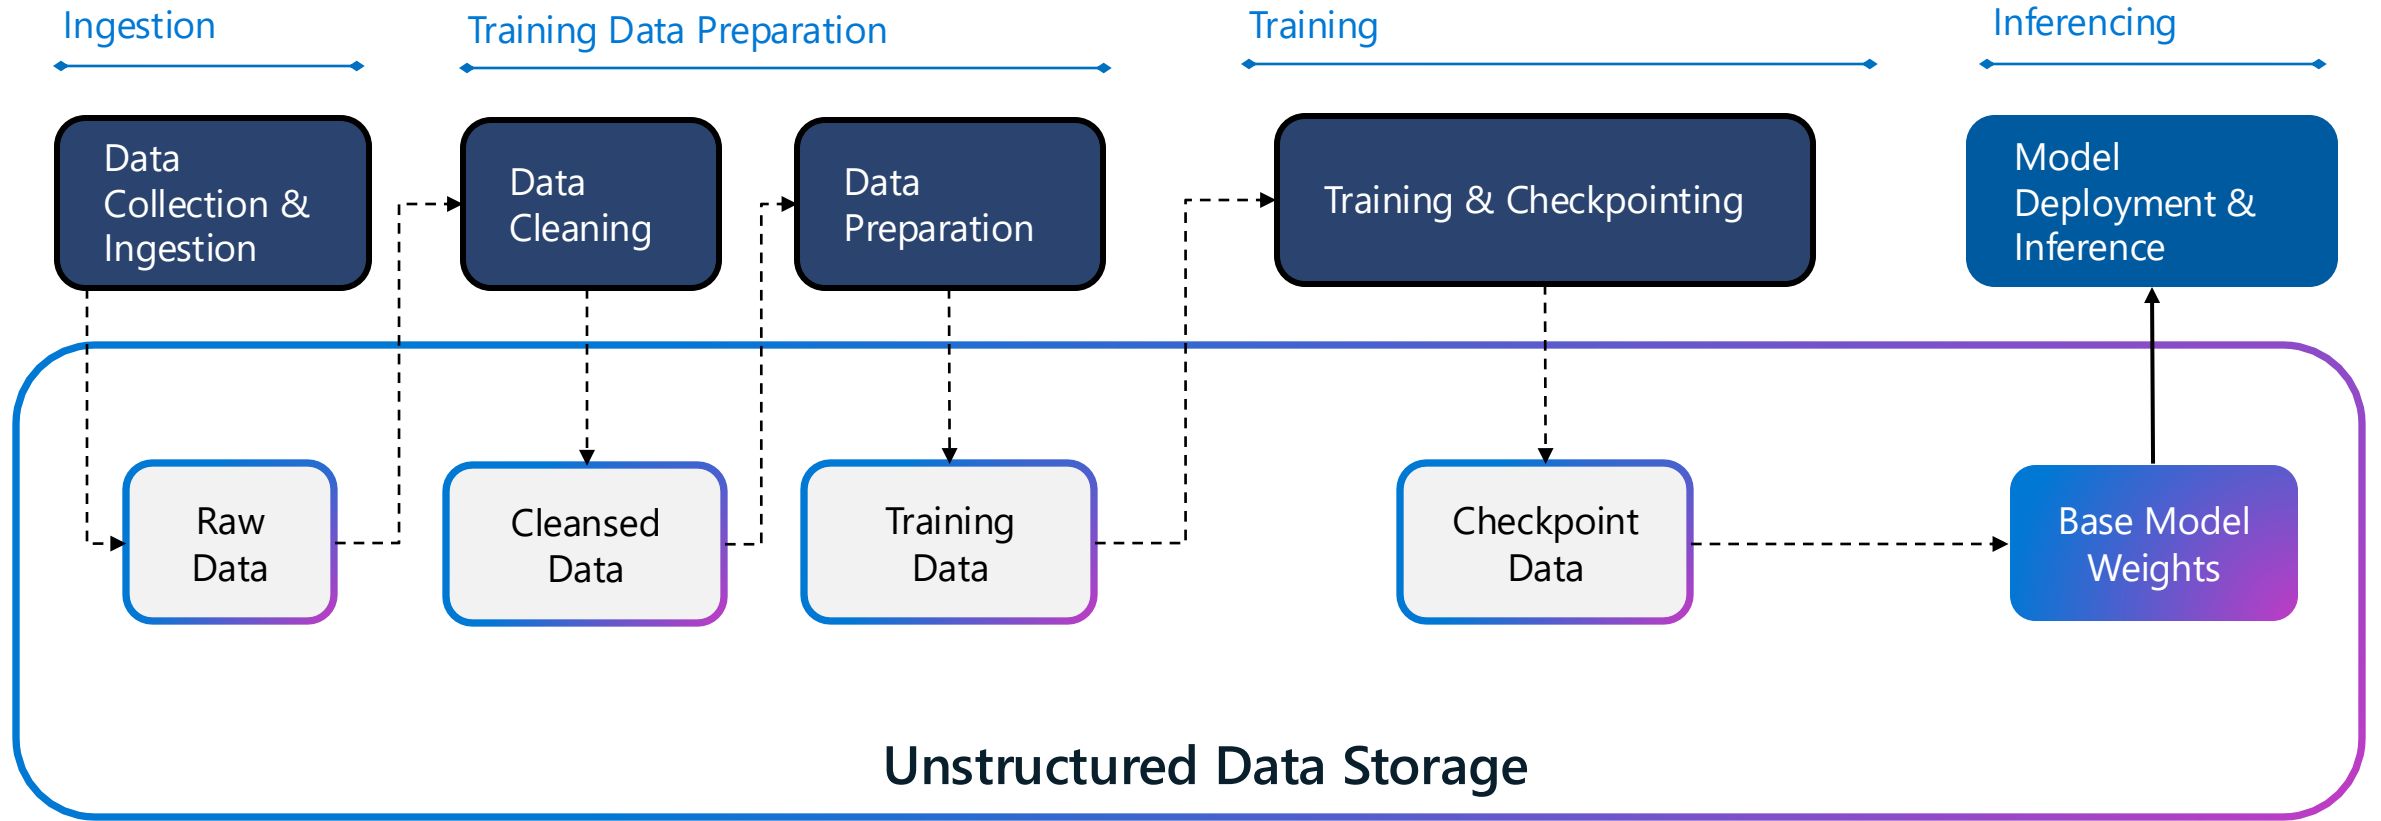 Ingestion
Training Data Preparation
Training
Inferencing
Data
Collection &
Ingestion
Data
Cleaning
Data
Preparation
Training & Checkpointing
Model
Deployment &
Inference
Raw
Data
Cleansed
Data
Training
Data
Checkpoint
Data
Base Model
Weights
Unstructured Data Storage